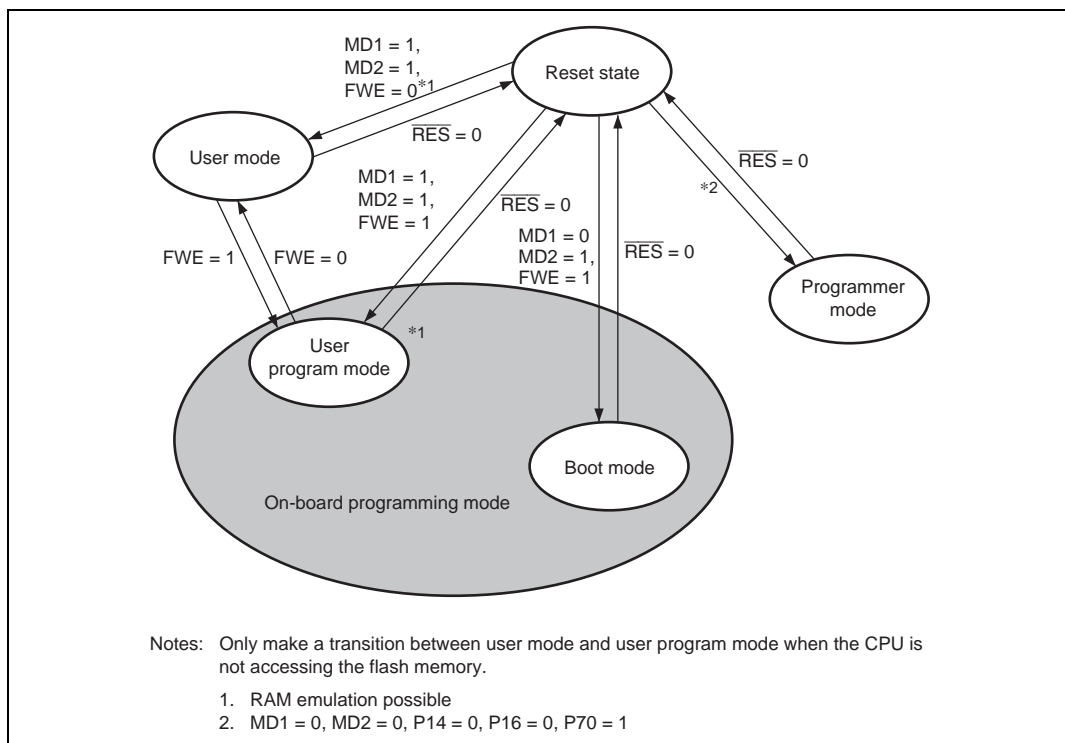 MD1 = 1,
MD2 = 1,
FWE = 0*1
Reset state
RES = 0
User mode
MD1 = 1,
MD2 = 1,
FWE = 1
RES = 0
*2
RES = 0
MD1 = 0
MD2 = 1,
FWE = 1
RES = 0
FWE = 1
FWE = 0
Programmer
mode
User
program mode
*1
Boot mode
On-board programming mode
Notes: Only make a transition between user mode and user program mode when the CPU is
not accessing the flash memory.
1. RAM emulation possible
2. MD1 = 0, MD2 = 0, P14 = 0, P16 = 0, P70 = 1